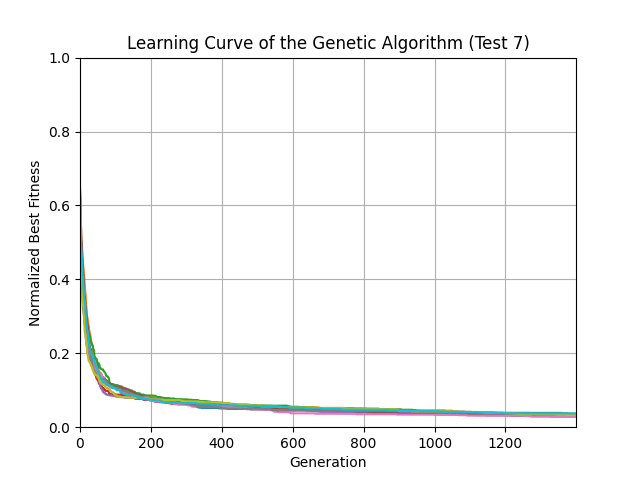 Learning Curve of the Genetic Algorithm (Test 7)
Normalized Best Fitness
1.0
0.8
0.6
0.4
0.2
0.0
0 200 400 600 800 1000 1200
Generation